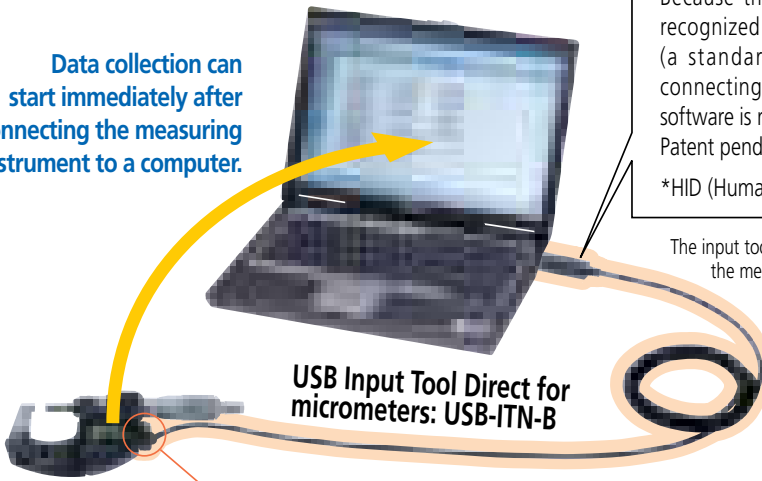 Data collection can
start immediately after
onnecting the measuring
strument to a computer.
Because th
recognized
(a standar
connecting
software is r
Patent pend
*HID (Huma
The input too
the me
USB Input Tool Direct for
micrometers: USB-ITN-B